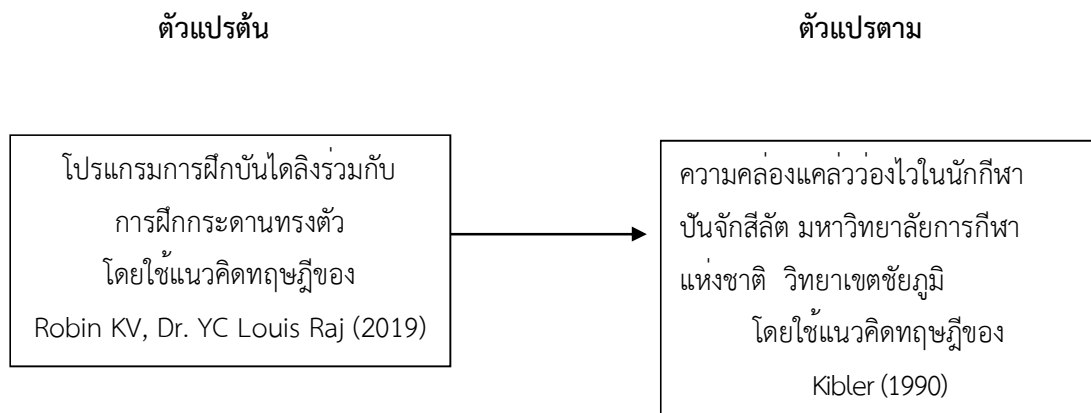 ตัวแปรต้น
ตัวแปรตาม
โปรแกรมการฝึกบันไดลิงร่วมกับ
การฝึกกระดานทรงตัว
โดยใช้แนวคิดทฤษฎีของ
Robin KV, Dr. YC Louis Raj (2019)
ความคล่องแคล่วว่องไวในนักกีฬา
ปันจักสีลัต มหาวิทยาลัยการกีฬา
แห่งชาติ วิทยาเขตชัยภูมิ
โดยใช้แนวคิดทฤษฎีของ
Kibler (1990)